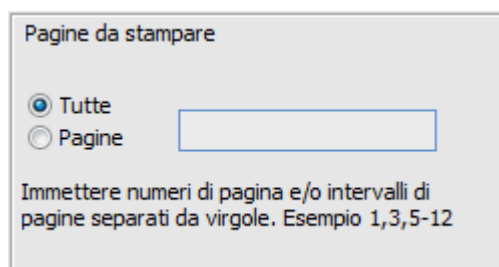 Pagine da stampare
Tutte
Pagine
Immettere numeri di pagina e/o intervalli di
pagine separati da virgole. Esempio 1,3,5-12